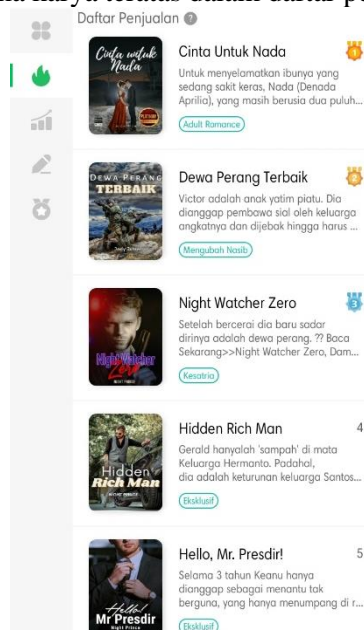 Daftar Penjualan ?
Cinta untuk
Nada
Cinta Untuk Nada
1
Untuk menyelamatkan ibunya yang
sedang sakit keras, Nada (Denada
Aprilia), yang masih berusia dua puluh...
Adult Romance
DEWA PERANG
TERBAIK
Dewa Perang Terbaik
2
Victor adalah anak yatim piatu. Dia
dianggap pembawa sial oleh keluarga
angkatnya dan dijebak hingga harus ...
Mengubah Nasib
Night Watcher
Zero
Night Watcher Zero
3
Setelah bercerai dia baru sadar
dirinya adalah dewa perang. ?? Baca
Sekarang>>Night Watcher Zero, Dam...
Kesatria
Hidden
Rich Man
Hidden Rich Man
4
Gerald hanyalah 'sampah' di mata
Keluarga Hermanto. Padahal,
dia adalah keturunan keluarga Santos...
Eksklusif
Hello!
Mr Presdir
Night Prince
Hello, Mr. Presdir!
5
Selama 3 tahun Keanu hanya
dianggap sebagai menantu tak
berguna, yang hanya menumpang di r...
Eksklusif